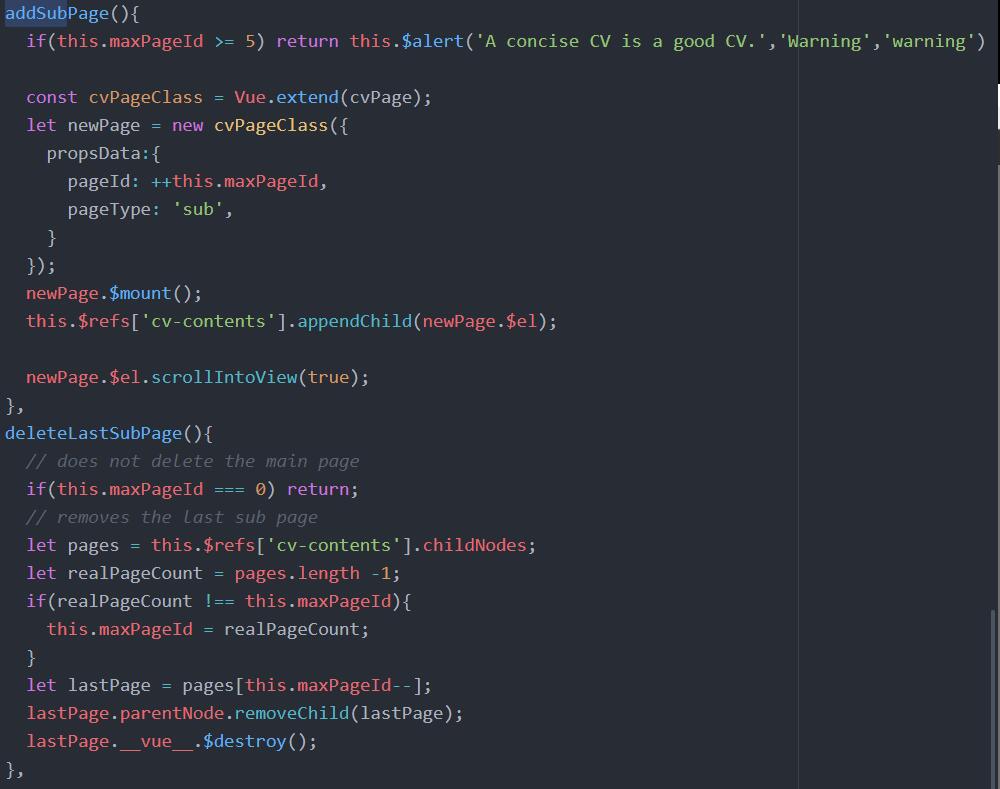 addSubPage(){
if(this.maxPageId >= 5) return this.$alert('A concise CV is a good CV.','Warning','warning')
const cvPageClass = Vue.extend(cvPage);
let newPage = new cvPageClass({
propsData:{
pageId: ++this.maxPageId,
pageType: 'sub',
}
});
newPage.$mount();
this.$refs['cv-contents'].appendChild(newPage.$el);
newPage.$el.scrollIntoView(true);
},
deleteLastSubPage(){
// does not delete the main page
if(this.maxPageId === 0) return;
// removes the last sub page
let pages = this.$refs['cv-contents'].childNodes;
let realPageCount = pages.length -1;
if(realPageCount !== this.maxPageId){
this.maxPageId = realPageCount;
}
let lastPage = pages[this.maxPageId--];
lastPage.parentNode.removeChild(lastPage);
lastPage.__vue__.$destroy();
},